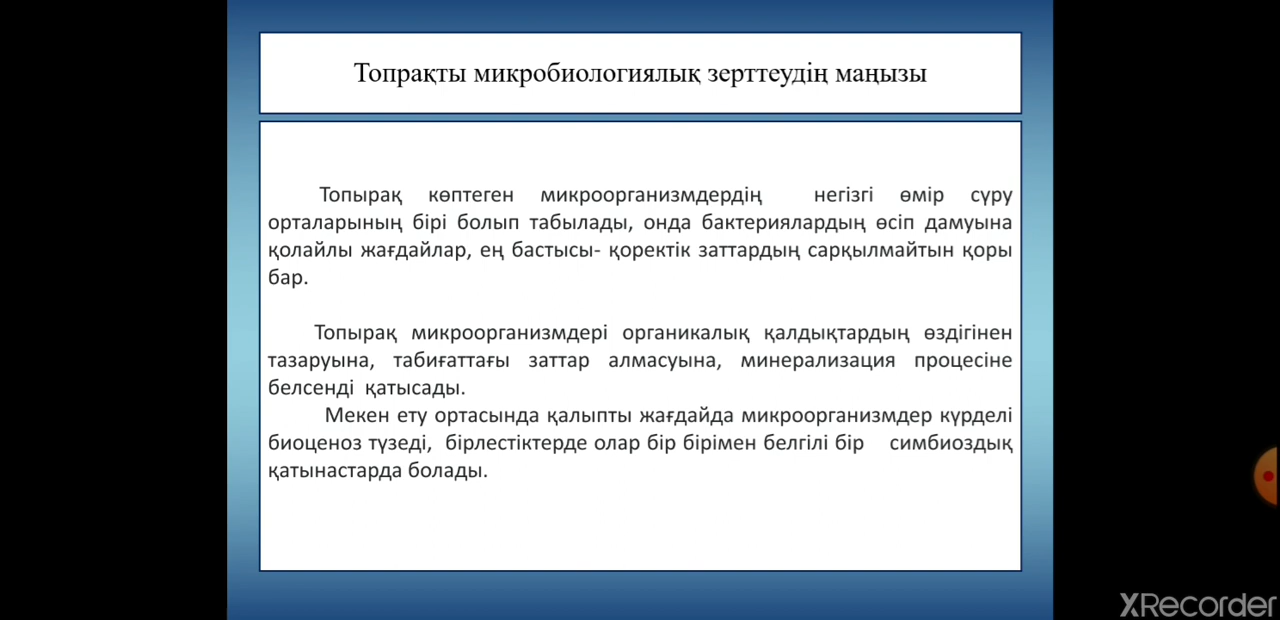 Топрақты микробиологиялық зерттеудің маңызы
Топырақ көптеген микроорганизмдердің негізгі өмір сүру
орталарының бірі болып табылады, онда бактериялардың өсіп дамуына
қолайлы жағдайлар, ең бастысы- қоректік заттардың сарқылмайтын қоры
бар.
Топырақ микроорганизмдері органикалық қалдықтардың өздігінен
тазаруына, табиғаттағы заттар алмасуына, минерализация процесіне
белсенді қатысады.
Мекен ету ортасында қалыпты жағдайда микроорганизмдер күрделі
биоценоз түзеді, бірлестіктерде олар бір бірімен белгілі бір симбиоздық
қатынастарда болады.
XRecorder